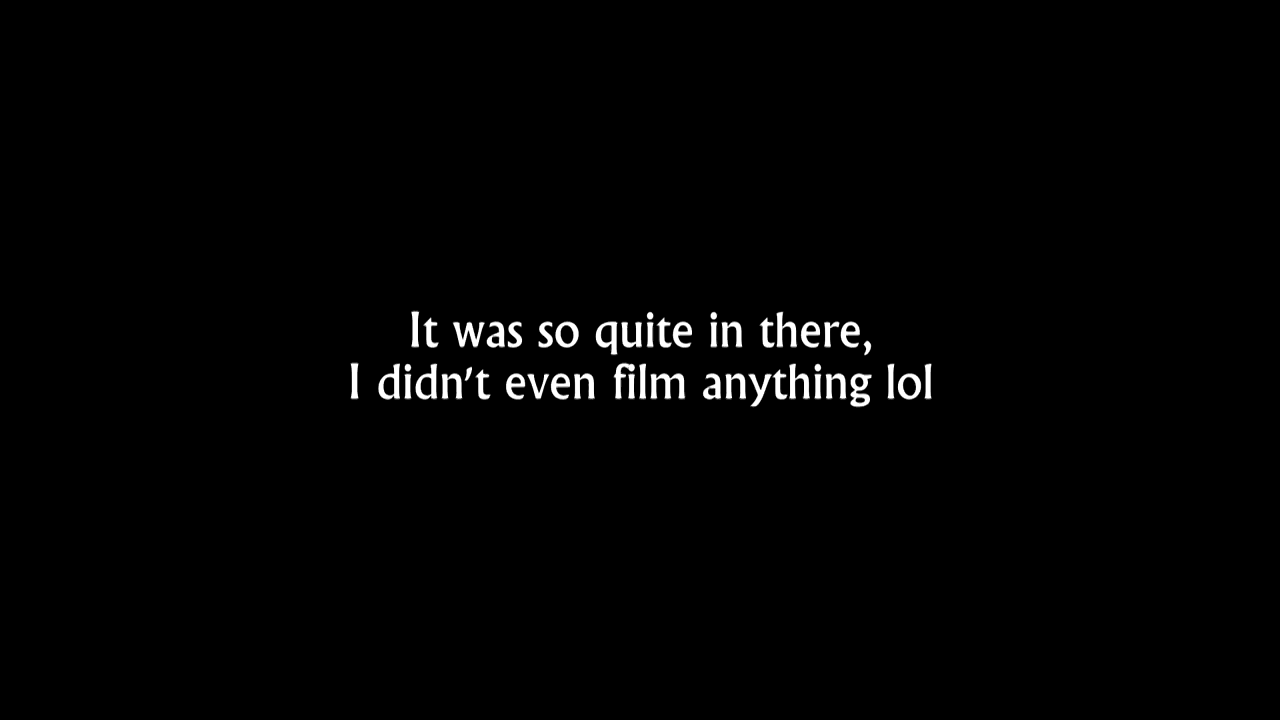 It was so quite in there,
I didn't even film anything lol